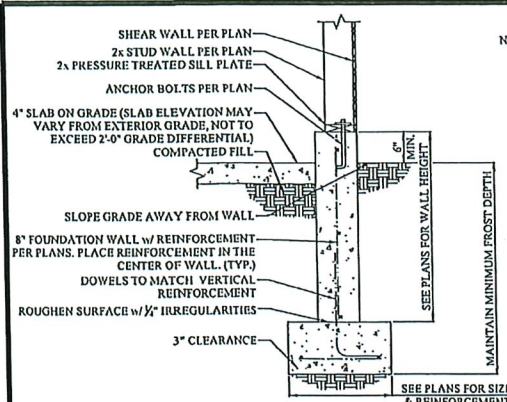 SHEAR WALL PER PLAN
2x STUD WALL PER PLAN
2x PRESSURE TREATED SILL PLATE
ANCHOR BOLTS PER PLAN
4" SLAB ON GRADE (SLAB ELEVATION MAY
VARY FROM EXTERIOR GRADE, NOT TO
EXCEED 2'-0" GRADE DIFFERENTIAL)
COMPACTED FILL
SLOPE GRADE AWAY FROM WALL
8" FOUNDATION WALL w/ REINFORCEMENT
PER PLANS. PLACE REINFORCEMENT IN THE
CENTER OF WALL. (TYP.)
DOWELS TO MATCH VERTICAL
REINFORCEMENT
ROUGHEN SURFACE w/ ¼" IRREGULARITIES
3" CLEARANCE
6"
MIN.
SEE PLANS FOR WALL HEIGHT
MAINTAIN MINIMUM FROST DEPTH
SEE PLANS FOR SIZE
& REINFORCEMENT
N